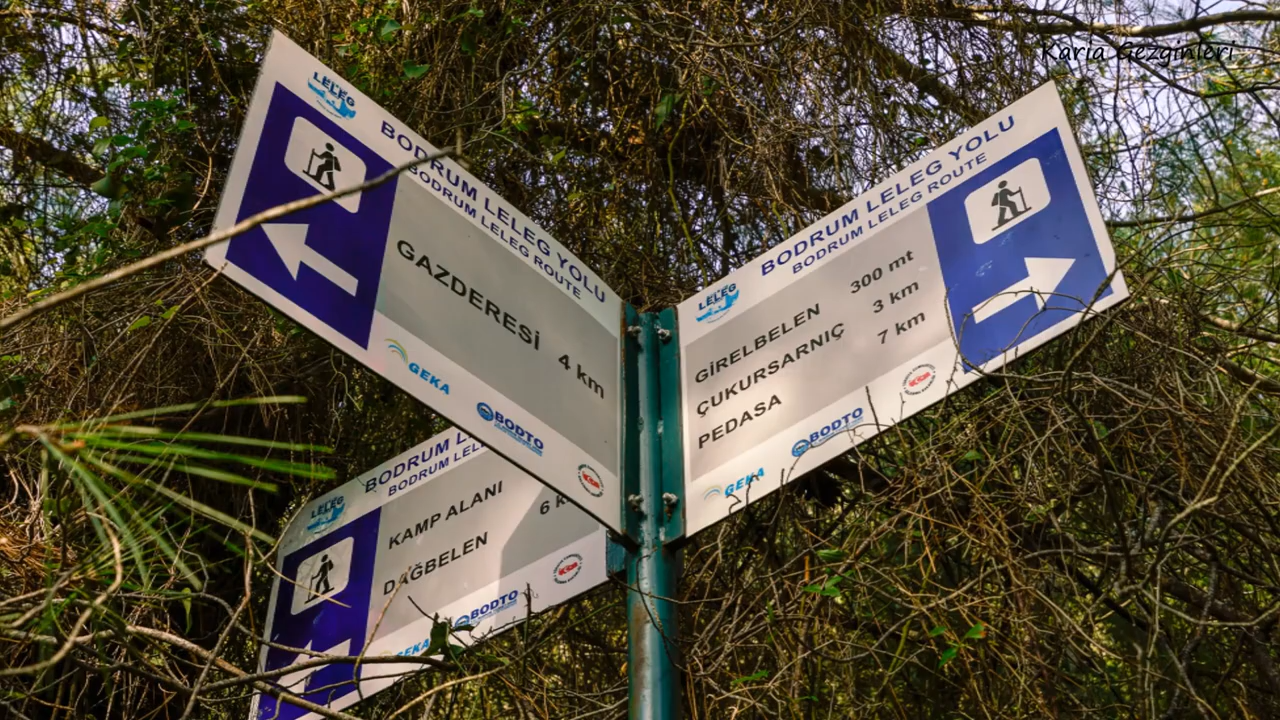 Karia Gezginleri
LELEG
BODRUM LELEG YOLU
BODRUM LELEG ROUTE
GAZDERESİ 4 km
GEKA
BODTO
LELEG
BODRUM LELEG YOLU
BODRUM LELEG ROUTE
GİRELBELEN 300 mt
ÇUKURSARNIÇ 3 km
PEDASA 7 km
GEKA
BODTO
LELEG
BODRUM
BODRUM
KAMP ALANI 6
DAĞBELEN
GEKA
BODTO